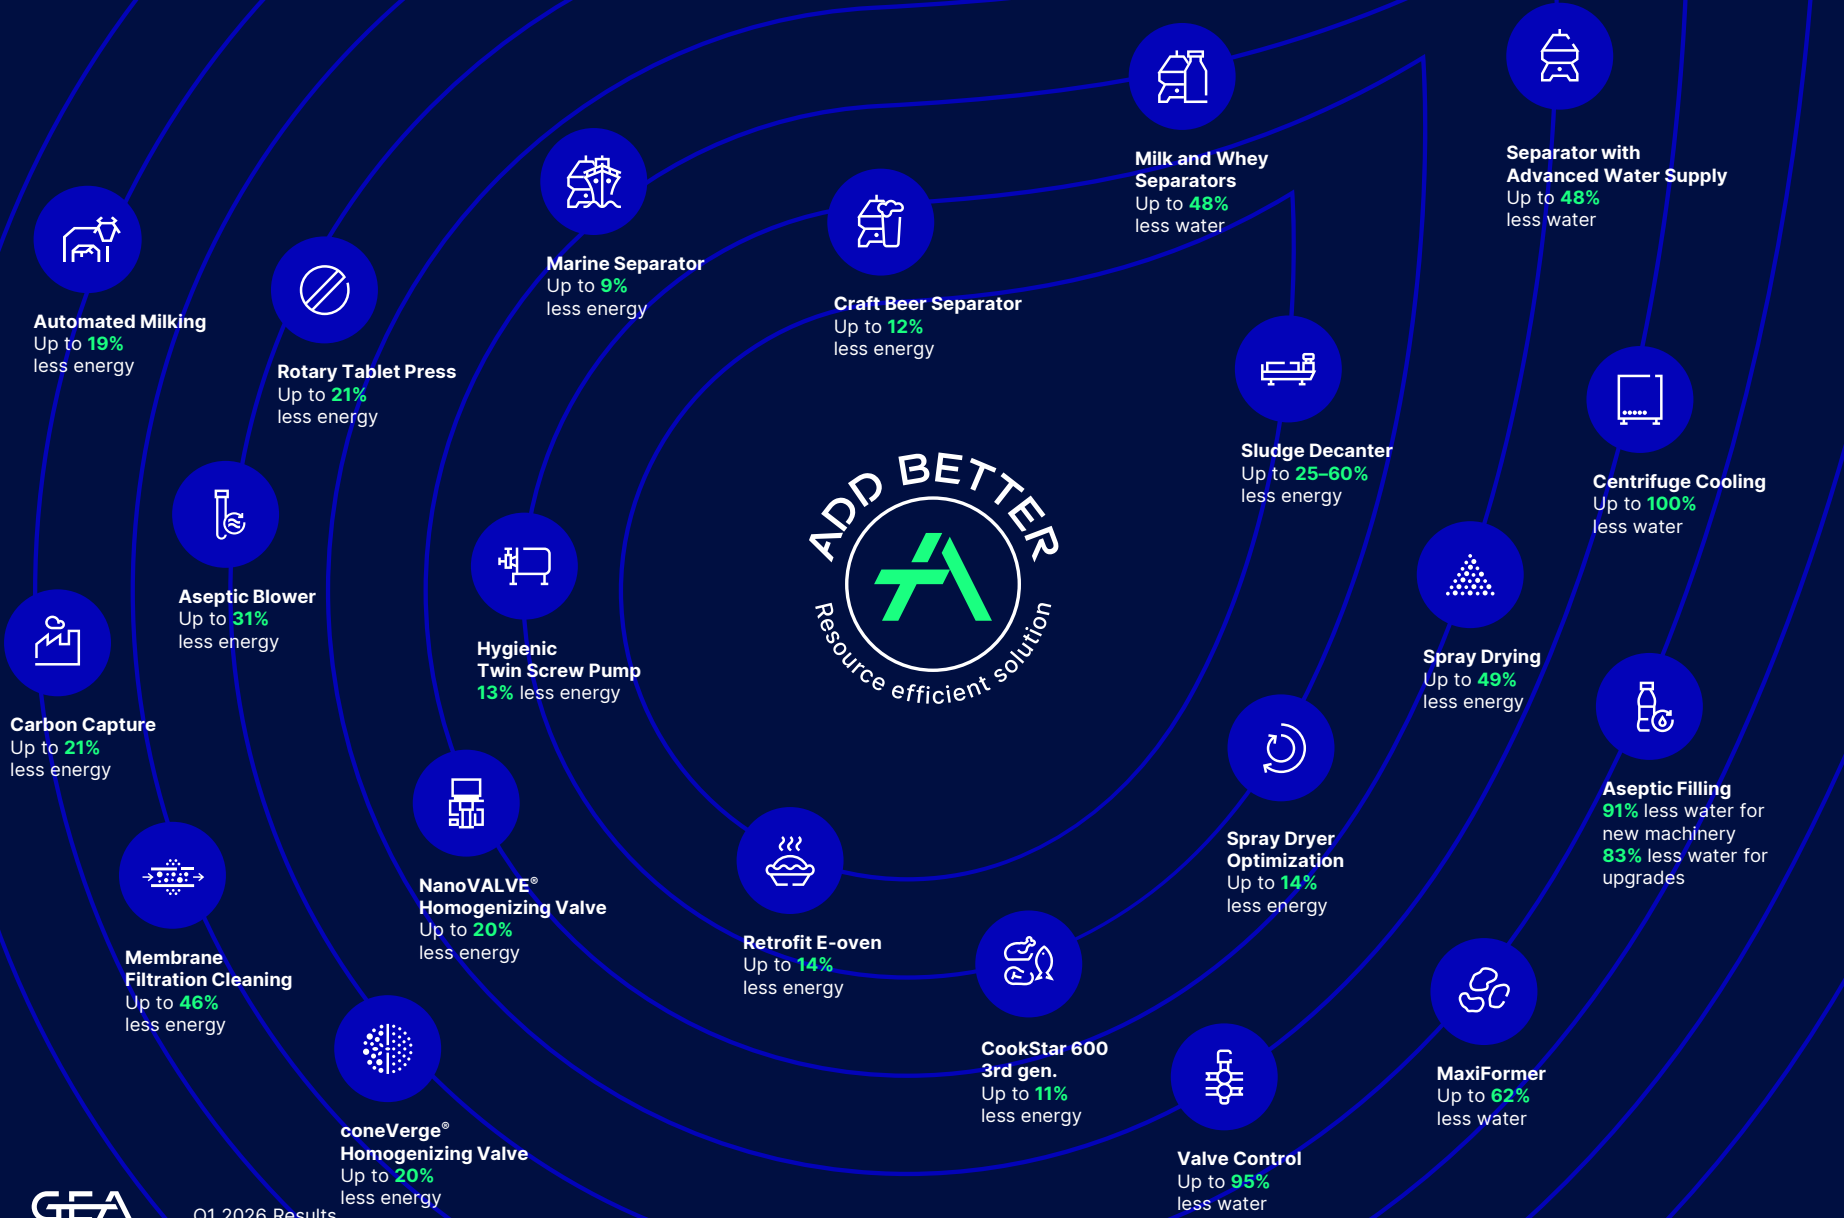 Milk and Whey
Separators
Up to 48%
less water
Separator with
Advanced Water Supply
Up to 48%
less water
Marine Separator
Up to 9%
less energy
Craft Beer Separator
Up to 12%
less energy
Automated Milking
Up to 19%
less energy
Rotary Tablet Press
Up to 21%
less energy
Sludge Decanter
Up to 25–60%
less energy
Centrifuge Cooling
Up to 100%
less water
ADD BETTER
Resource efficient solution
Aseptic Blower
Up to 31%
less energy
Hygienic
Twin Screw Pump
13% less energy
Spray Drying
Up to 49%
less energy
Carbon Capture
Up to 21%
less energy
Aseptic Filling
91% less water for
new machinery
83% less water for
upgrades
Spray Dryer
Optimization
Up to 14%
less energy
NanoVALVE®
Homogenizing Valve
Up to 20%
less energy
Retrofit E-oven
Up to 14%
less energy
Membrane
Filtration Cleaning
Up to 46%
less energy
CookStar 600
3rd gen.
Up to 11%
less energy
MaxiFormer
Up to 62%
less water
coneVerge®
Homogenizing Valve
Up to 20%
less energy
Valve Control
Up to 95%
less water
GEA
Q1 2026 Results